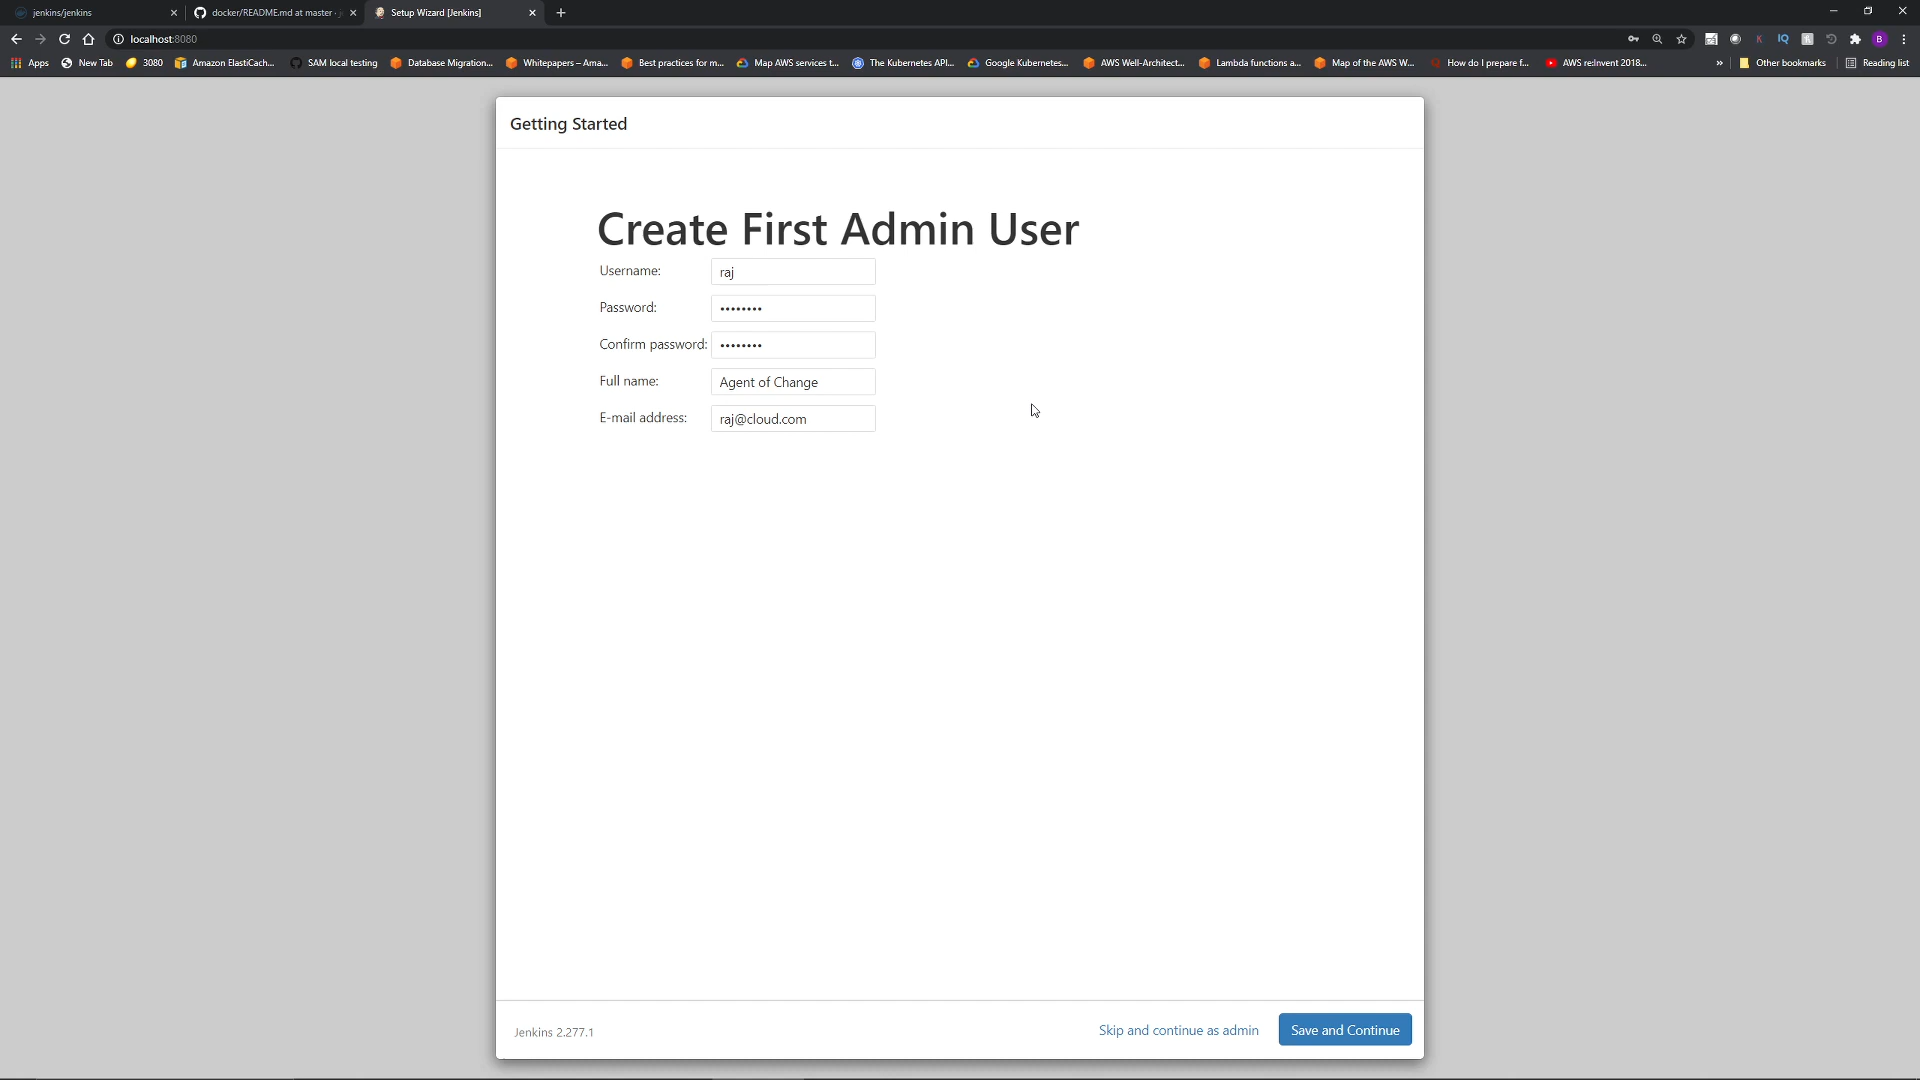 jenkins/jenkins
docker/README.md at master ·
Setup Wizard [Jenkins]
localhost:8080
Apps
New Tab
3080
Amazon ElastiCach...
SAM local testing
Database Migration...
Whitepapers – Ama...
Best practices for m...
Map AWS services t...
The Kubernetes API...
Google Kubernetes...
AWS Well-Architect...
Lambda functions a...
Map of the AWS W...
How do I prepare f...
AWS re:Invent 2018...
»
Other bookmarks
Reading list
IQ
K
B
Getting Started
Create First Admin User
Username: raj
Password: ••••••••
Confirm password: ••••••••
Full name: Agent of Change
E-mail address: raj@cloud.com
Jenkins 2.277.1
Skip and continue as admin
Save and Continue